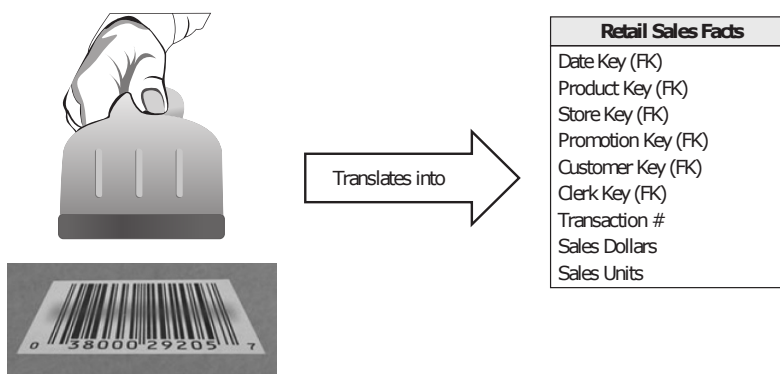 Retail Sales Facts
Date Key (FK)
Product Key (FK)
Store Key (FK)
Promotion Key (FK)
Customer Key (FK)
Clerk Key (FK)
Transaction #
Sales Dollars
Sales Units
Translates into
0 38000 29205 7